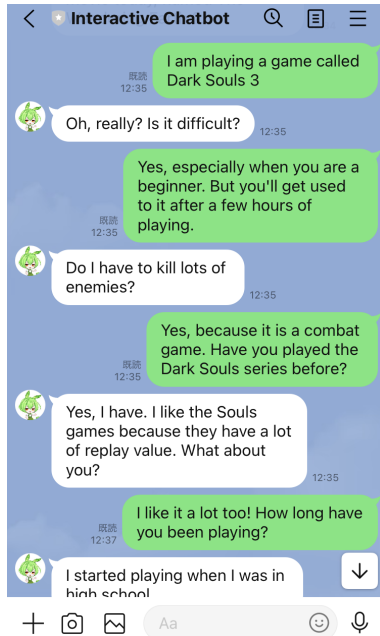 Interactive Chatbot
I am playing a game called
Dark Souls 3
既読
12:35
Oh, really? Is it difficult?
12:35
Yes, especially when you are a
beginner. But you'll get used
to it after a few hours of
playing.
既読
12:35
Do I have to kill lots of
enemies?
12:35
Yes, because it is a combat
game. Have you played the
Dark Souls series before?
既読
12:35
Yes, I have. I like the Souls
games because they have a lot
of replay value. What about
you?
12:35
I like it a lot too! How long have
you been playing?
既読
12:37
I started playing when I was in
high school
Aa